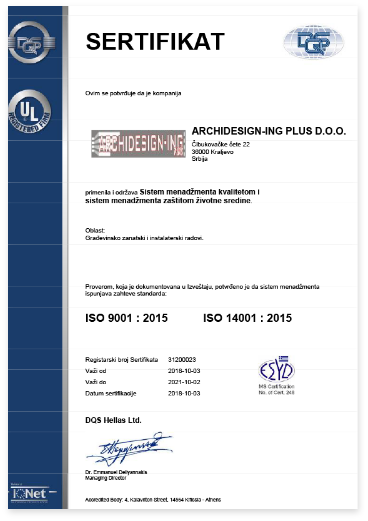 DQS
SERTIFIKAT
DQS
Ovim se potvrđuje da je kompanija
UL
REGISTERED FIRM
ARCHIDESIGN-ING
ARCHIDESIGN-ING PLUS D.O.O.
Čibukovačke čete 22
36000 Kraljevo
Srbija
primenila i održava Sistem menadžmenta kvalitetom i
sistem menadžmenta zaštitom životne sredine.
Oblast:
Građevinsko zanatski i instalaterski radovi.
Proverom, koja je dokumentovana u Izveštaju, potvrđeno je da sistem menadžmenta
ispunjava zahteve standarda:
ISO 9001 : 2015 ISO 14001 : 2015
Registarski broj Sertifikata 31200023
Važi od 2018-10-03
Važi do 2021-10-02
Datum sertifikacije 2018-10-03
ESYD
MS Certification
No. of Cert. 245
DQS Hellas Ltd.
Dr. Emmanuel Deliyannakis
Managing Director
IQNet
Accredited Body: 4, Kalavriton Street, 14564 Kifissia - Athens